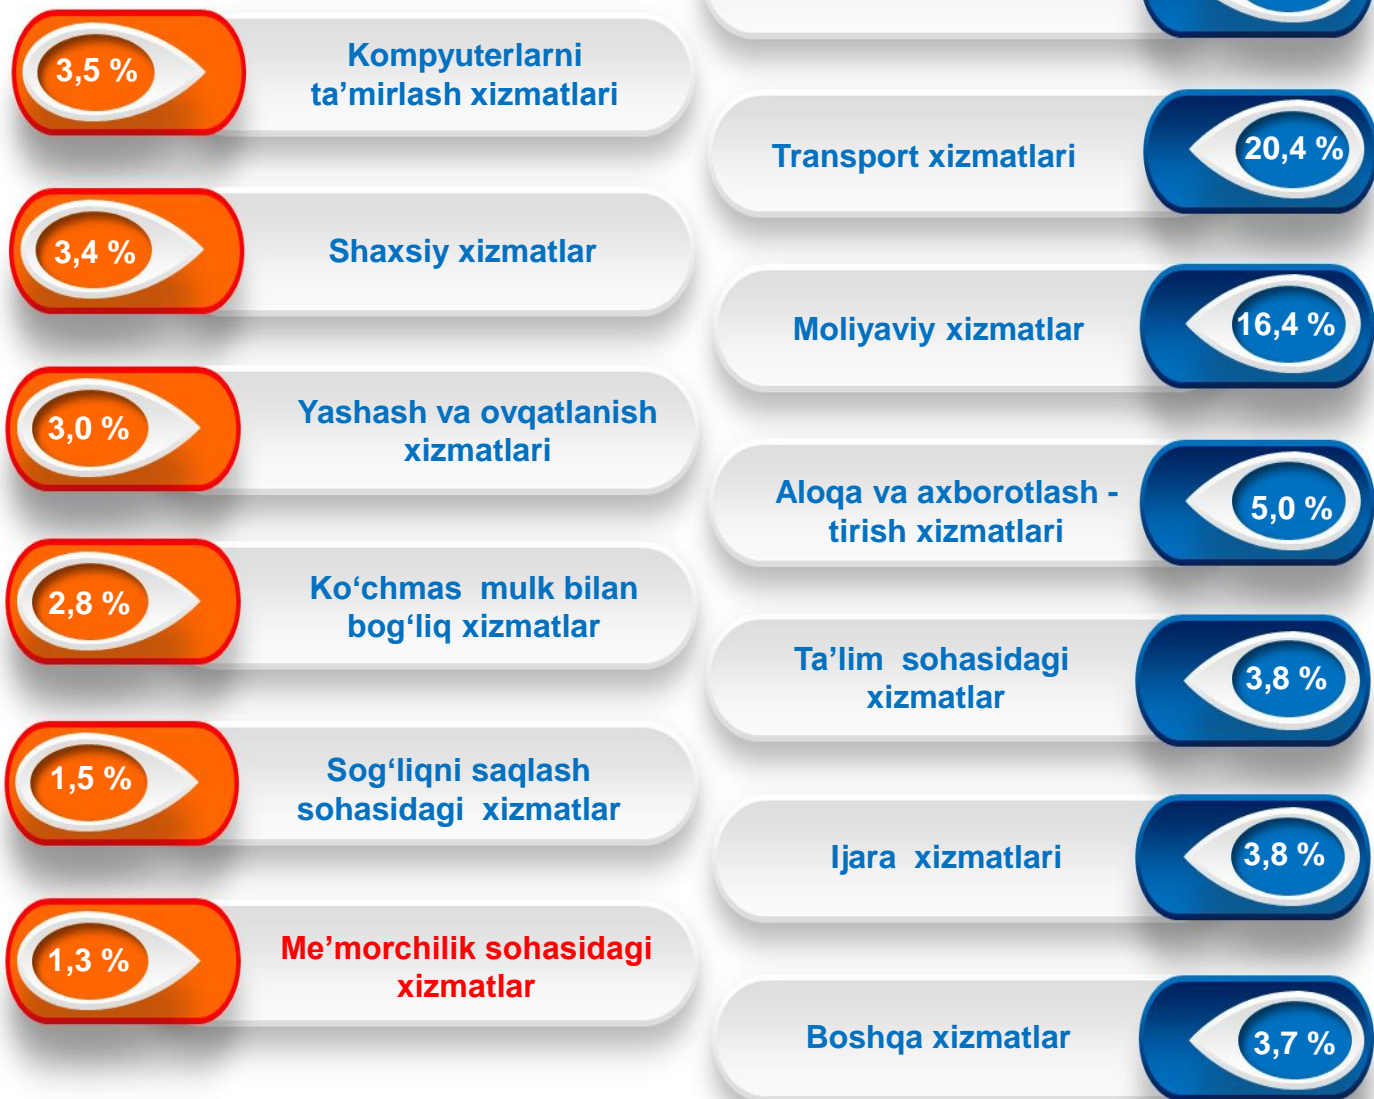 3,5 %
Kompyuterlarni
ta’mirlash xizmatlari
3,4 %
Shaxsiy xizmatlar
3,0 %
Yashash va ovqatlanish
xizmatlari
2,8 %
Ko‘chmas mulk bilan
bog‘liq xizmatlar
1,5 %
Sog‘liqni saqlash
sohasidagi xizmatlar
1,3 %
Me’morchilik sohasidagi
xizmatlar
Transport xizmatlari
20,4 %
Moliyaviy xizmatlar
16,4 %
Aloqa va axborotlash -
tirish xizmatlari
5,0 %
Ta’lim sohasidagi
xizmatlar
3,8 %
Ijara xizmatlari
3,8 %
Boshqa xizmatlar
3,7 %